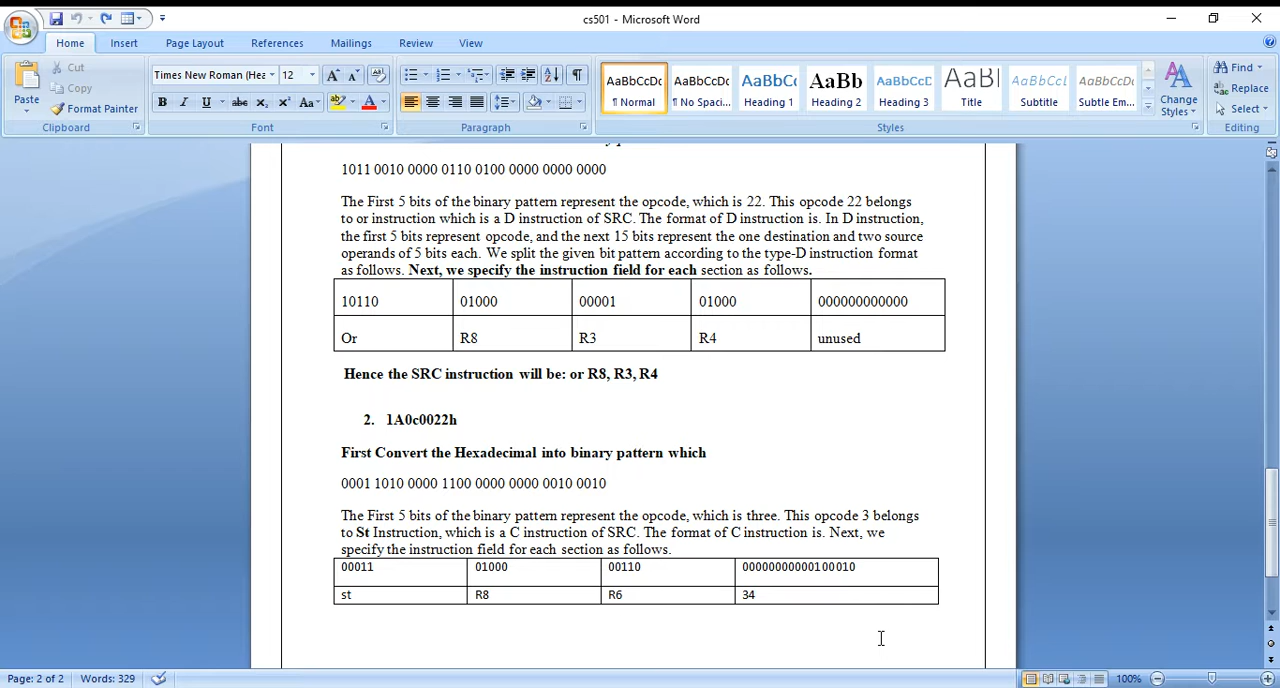 cs501 - Microsoft Word
Home Insert Page Layout References Mailings Review View
Paste
Cut
Copy
Format Painter
Clipboard
Times New Roman (Hea 12
Font
Paragraph
AaBbCcDc AaBbCcDc AaBbCc AaBb AaBbCcD AaBl AaBbCcL AaBbCcDc
¶ Normal ¶ No Spaci... Heading 1 Heading 2 Heading 3 Title Subtitle Subtle Em...
Change Styles
Styles
Find
Replace
Select
Editing
1011 0010 0000 0110 0100 0000 0000 0000
The First 5 bits of the binary pattern represent the opcode, which is 22. This opcode 22 belongs
to or instruction which is a D instruction of SRC. The format of D instruction is. In D instruction,
the first 5 bits represent opcode, and the next 15 bits represent the one destination and two source
operands of 5 bits each. We split the given bit pattern according to the type-D instruction format
as follows. Next, we specify the instruction field for each section as follows.
10110 01000 00001 01000 000000000000
Or R8 R3 R4 unused
Hence the SRC instruction will be: or R8, R3, R4
2. 1A0c0022h
First Convert the Hexadecimal into binary pattern which
0001 1010 0000 1100 0000 0000 0010 0010
The First 5 bits of the binary pattern represent the opcode, which is three. This opcode 3 belongs
to St Instruction, which is a C instruction of SRC. The format of C instruction is. Next, we
specify the instruction field for each section as follows.
00011 01000 00110 00000000000100010
st R8 R6 34
Page: 2 of 2 Words: 329 100%